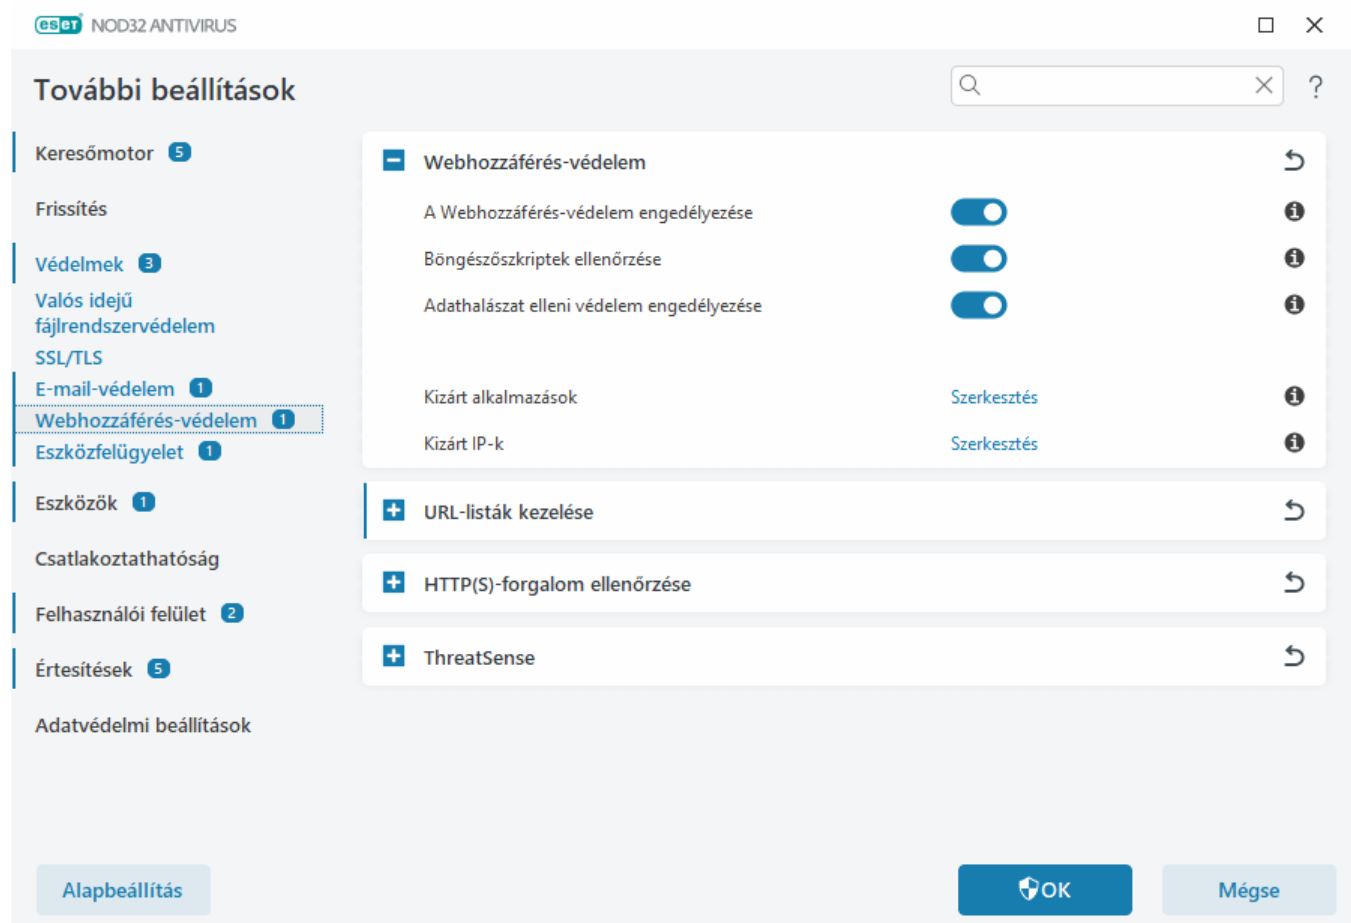 eset NOD32 ANTIVIRUS
További beállítások
?
Keresőmotor 5
Frissítés
Védelmek 3
Valós idejű
fájlrendszervédelem
SSL/TLS
E-mail-védelem 1
Webhozzáférés-védelem 1
Eszközfelügyelet 1
Eszközök 1
Csatlakoztathatóság
Felhasználói felület 2
Értesítések 5
Adatvédelmi beállítások
Webhozzáférés-védelem
A Webhozzáférés-védelem engedélyezése
Böngészőszkriptek ellenőrzése
Adathalászat elleni védelem engedélyezése
Kizárt alkalmazások Szerkesztés
Kizárt IP-k Szerkesztés
URL-listák kezelése
HTTP(S)-forgalom ellenőrzése
ThreatSense
Alapbeállítás
OK
Mégse